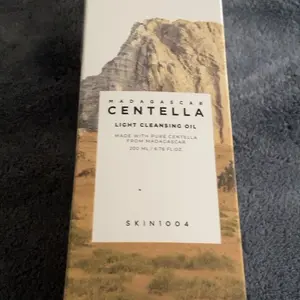 MADAGASCAR
CENTELLA
LIGHT CLEANSING OIL
MADE WITH PURE CENTELLA
FROM MADAGASCAR
200 ML / 6.76 FL.OZ.
SKIN1004